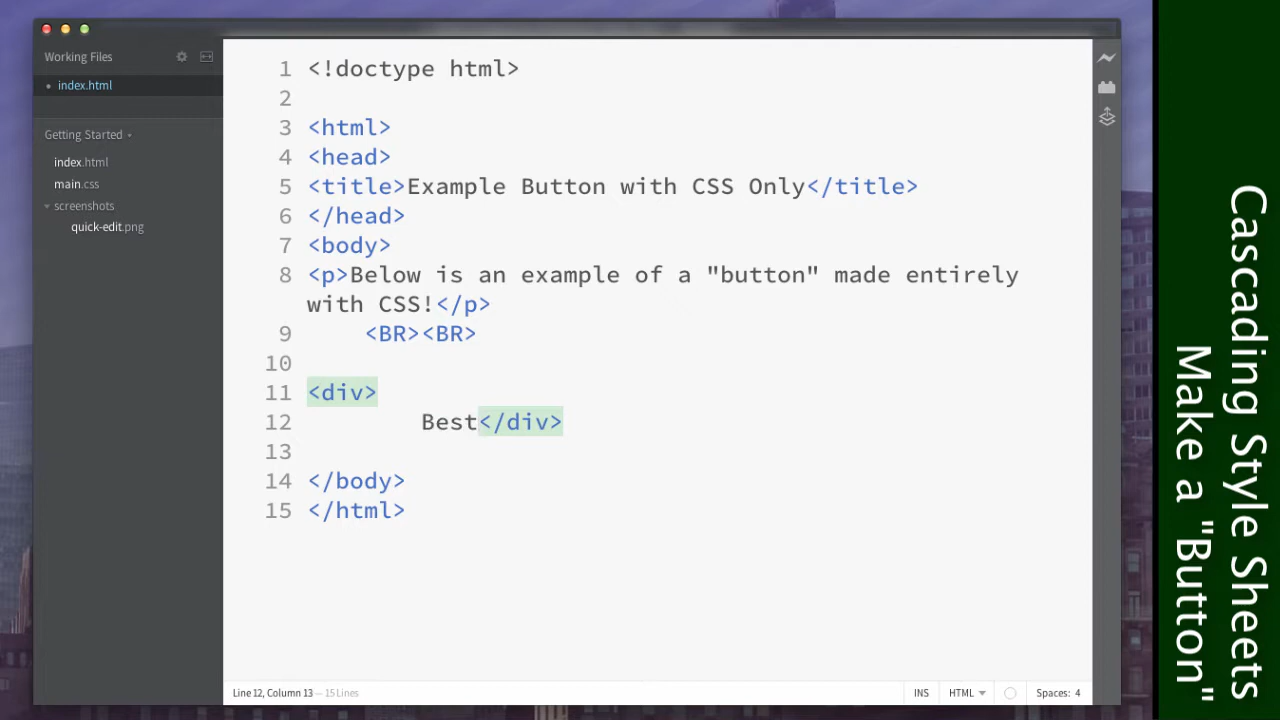 Working Files
index.html
Getting Started
index.html
main.css
screenshots
quick-edit.png
1 <!doctype html>
2
3 <html>
4 <head>
5 <title>Example Button with CSS Only</title>
6 </head>
7 <body>
8 <p>Below is an example of a "button" made entirely
with CSS!</p>
9 <BR><BR>
10
11 <div>
12 Best</div>
13
14 </body>
15 </html>
Line 12, Column 13 — 15 Lines
INS HTML Spaces: 4
Cascading Style Sheets
Make a "Button"